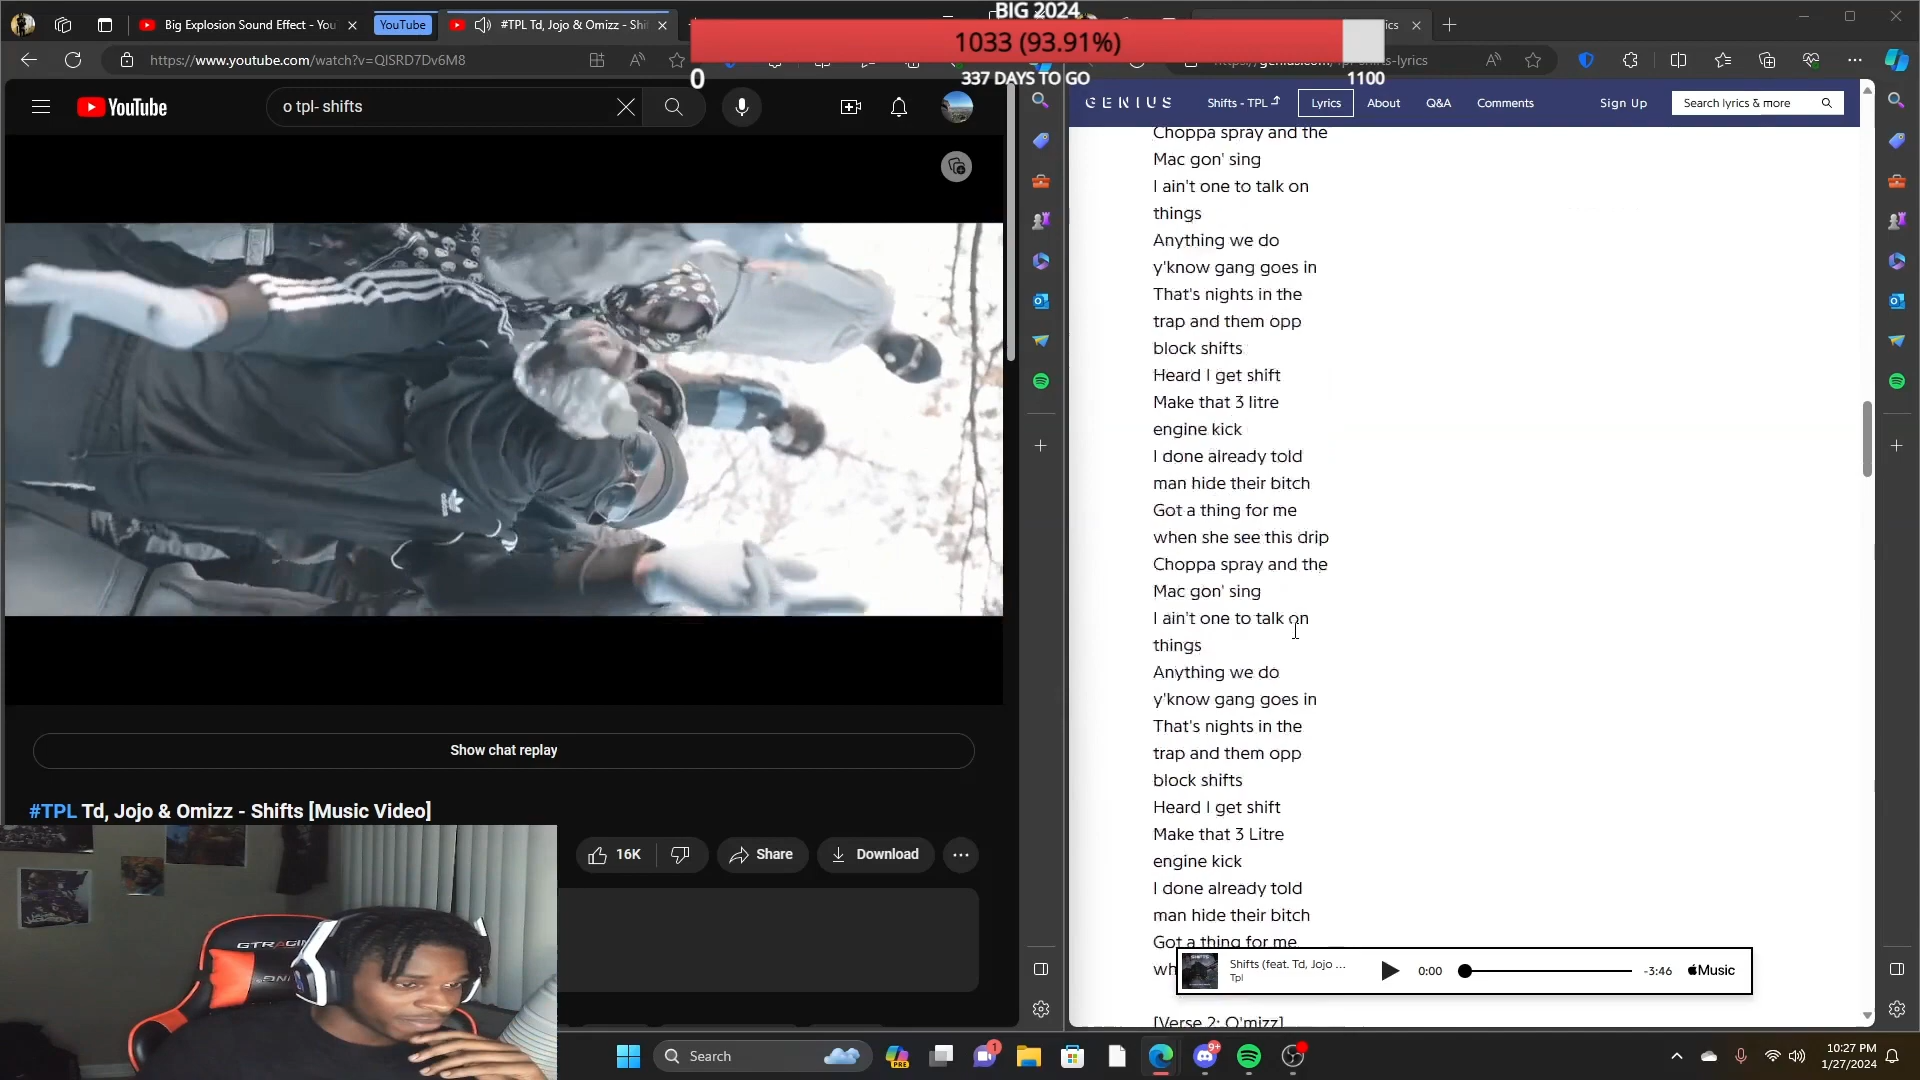 Big Explosion Sound Effect - You
YouTube
#TPL Td, Jojo & Omizz - Shi
BIG 2024
1033 (93.91%)
0
337 DAYS TO GO
1100
https://www.youtube.com/watch?v=QISRD7Dv6M8
YouTube
o tpl- shifts
GENIUS
Shifts - TPL
Lyrics
About
Q&A
Comments
Sign Up
Search lyrics & more
Choppa spray and the
Mac gon' sing
I ain't one to talk on
things
Anything we do
y'know gang goes in
That's nights in the
trap and them opp
block shifts
Heard I get shift
Make that 3 litre
engine kick
I done already told
man hide their bitch
Got a thing for me
when she see this drip
Choppa spray and the
Mac gon' sing
I ain't one to talk on
things
Anything we do
y'know gang goes in
That's nights in the
trap and them opp
block shifts
Heard I get shift
Make that 3 Litre
engine kick
I done already told
man hide their bitch
Got a thing for me
wh
[Verse 2: O'mizz]
Shifts (feat. Td, Jojo ...
Tpl
0:00
-3:46
Music
Show chat replay
#TPL Td, Jojo & Omizz - Shifts [Music Video]
16K
Share
Download
GTRACING
Search
PRE
1
9+
10:27 PM
1/27/2024